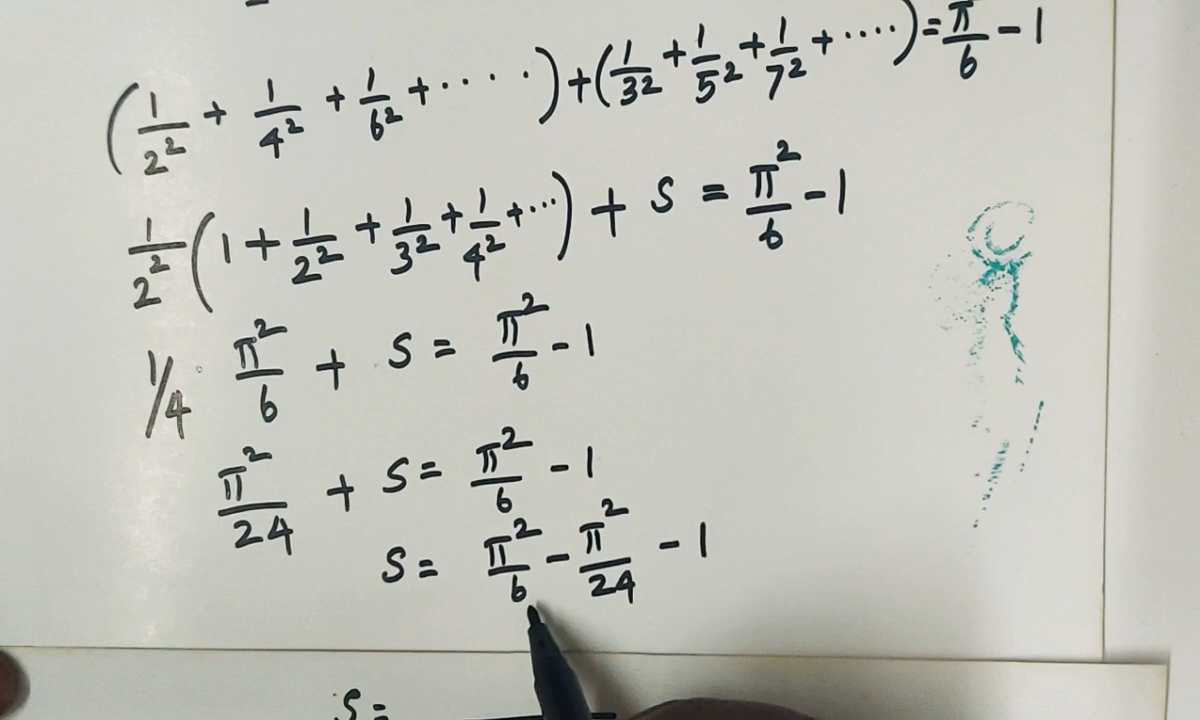 (1/2² + 1/4² + 1/6² + ·····) + (1/3² + 1/5² + 1/7² + ····) = π/6 - 1
1/2² (1 + 1/2² + 1/3² + 1/4² + ···) + S = π²/6 - 1
1/4 π²/6 + S = π²/6 - 1
π²/24 + S = π²/6 - 1
S = π²/6 - π²/24 - 1
S =